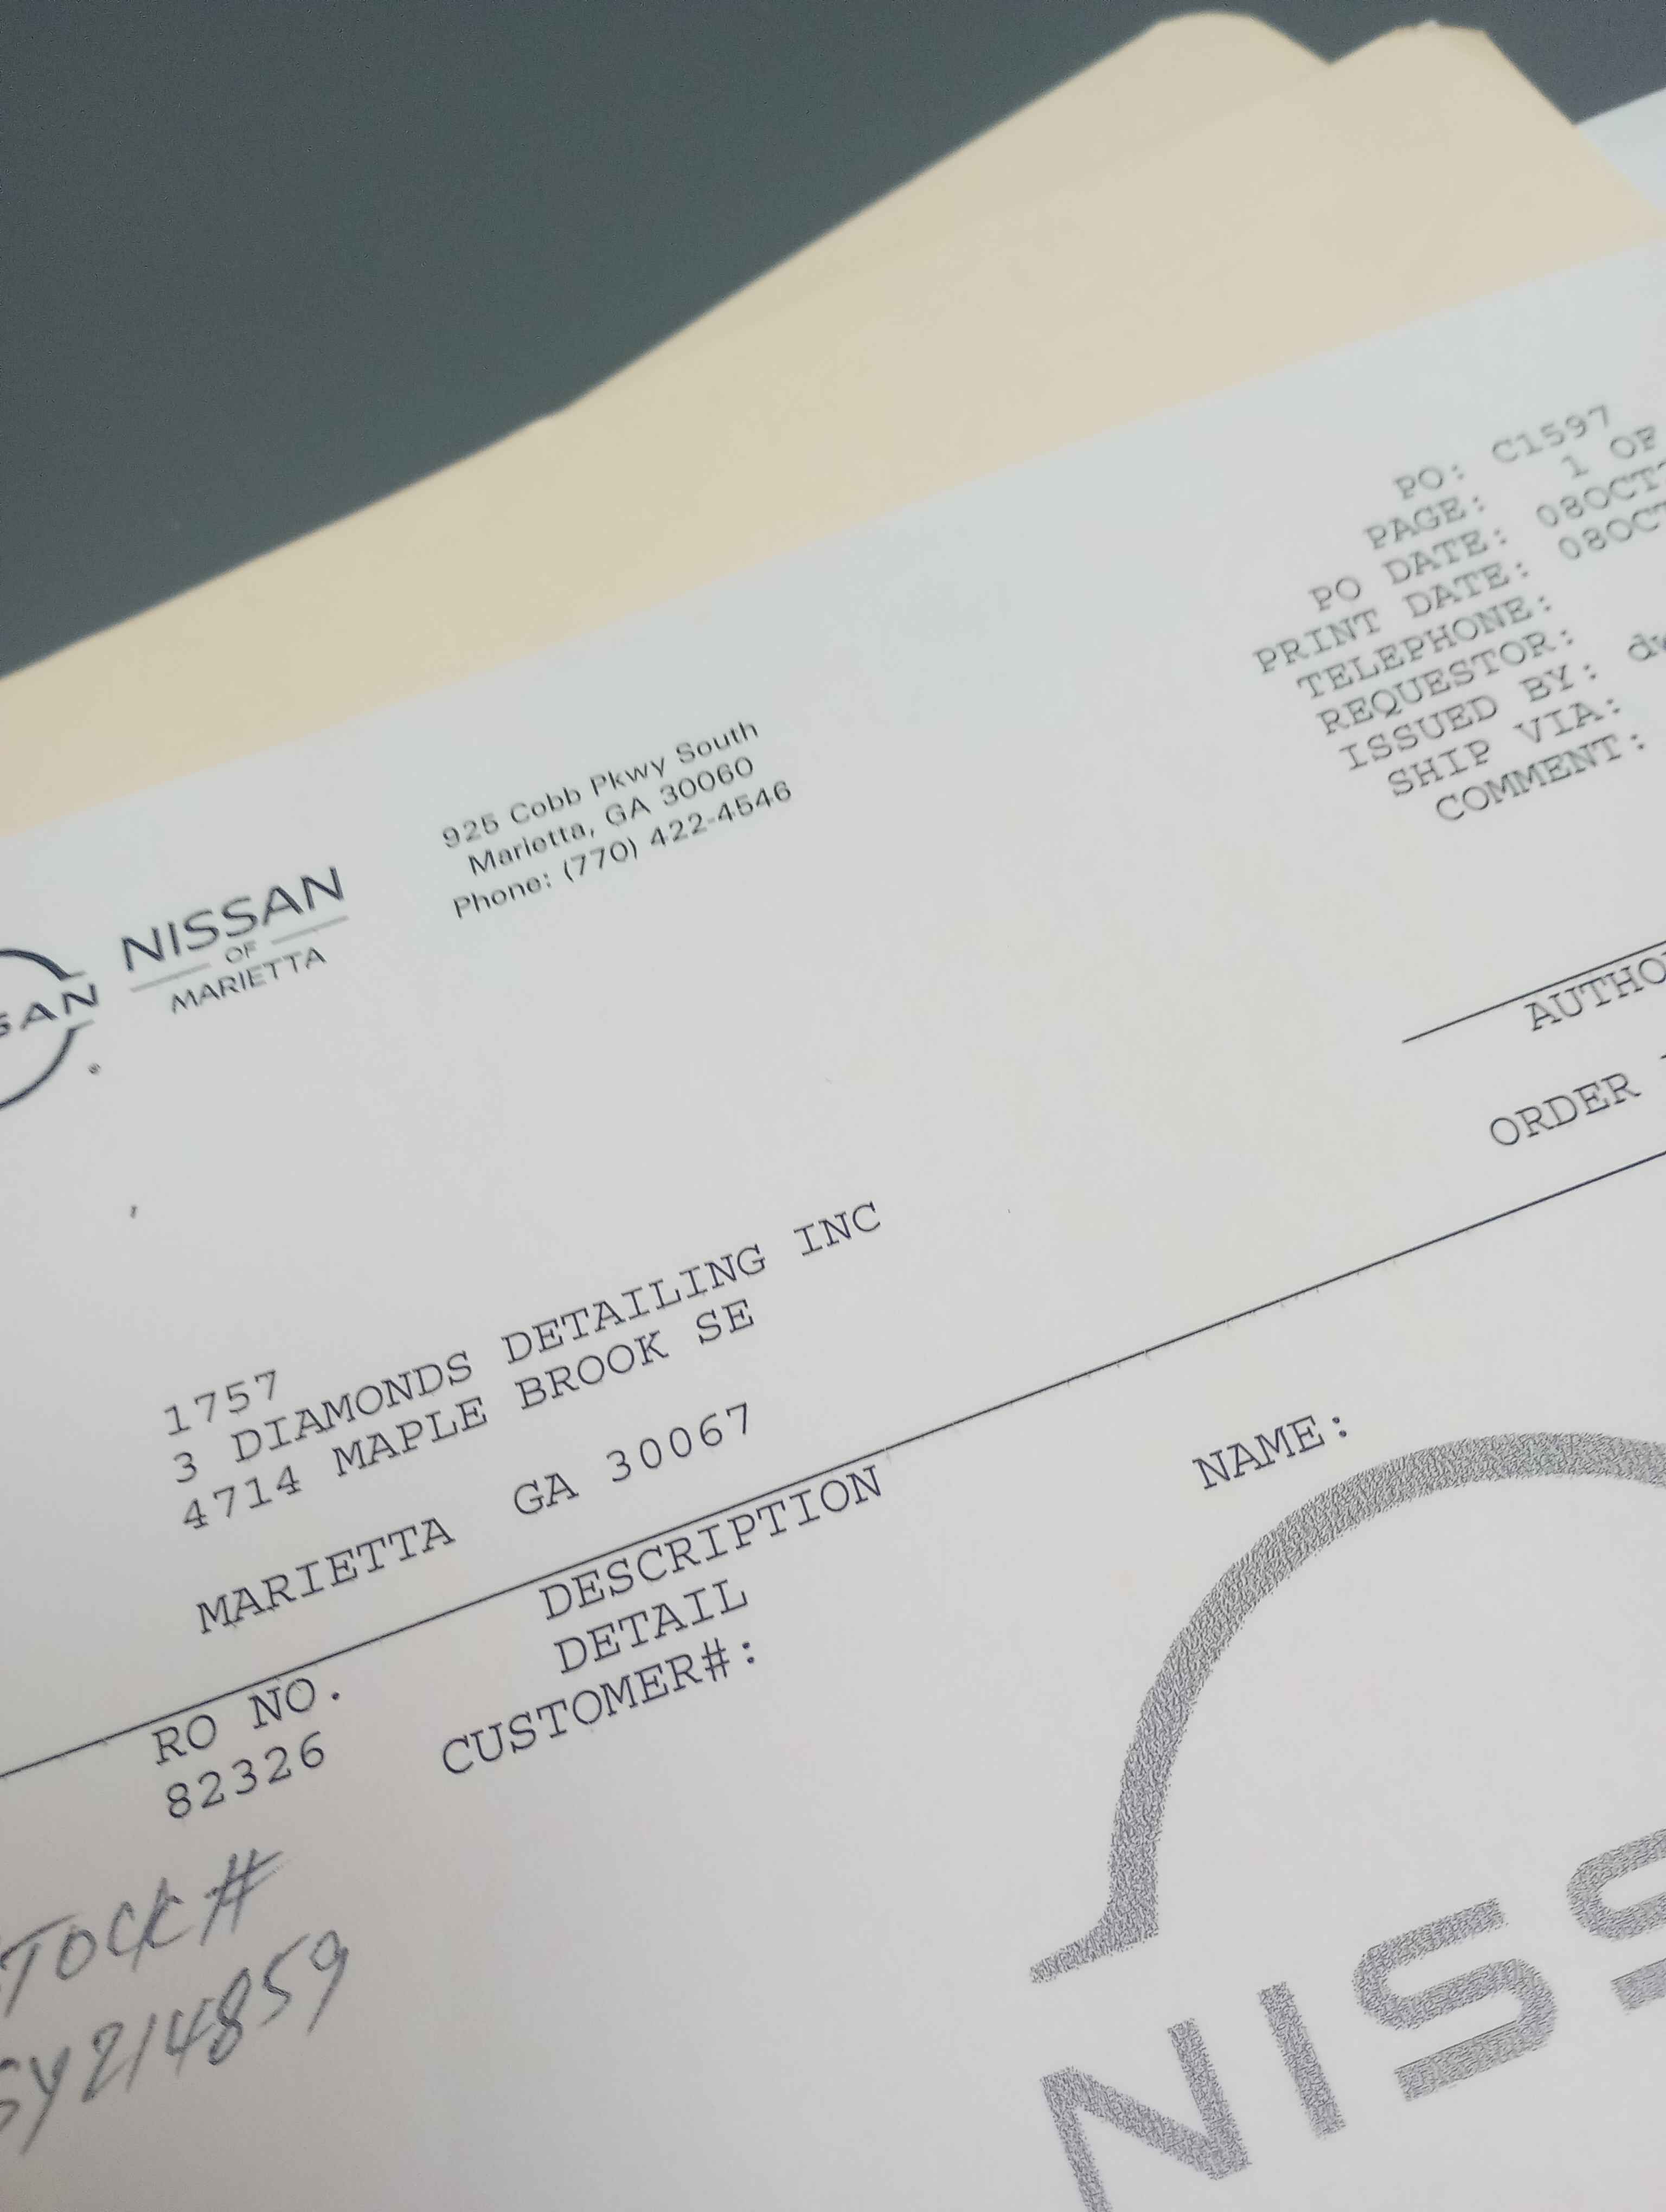 PO: C1597
PAGE: 1 OF
PO DATE: 08OCT
PRINT DATE: 08OCT
TELEPHONE:
REQUESTOR:
ISSUED BY:
SHIP VIA:
COMMENT:
925 Cobb Pkwy South
Marietta, GA 30060
Phone: (770) 422-4546
NISSAN
OF
MARIETTA
ORDER
1757
3 DIAMONDS DETAILING INC
4714 MAPLE BROOK SE
MARIETTA GA 30067
RO NO. DESCRIPTION
82326 DETAIL
CUSTOMER#: NAME:
STOCK#
SY214859
NISS